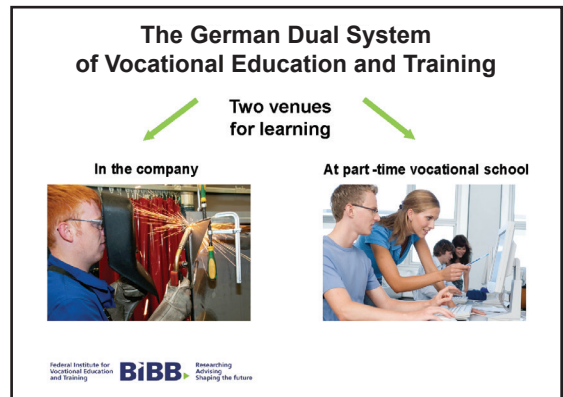 The German Dual System
of Vocational Education and Training
Two venues
for learning
In the company
At part-time vocational school
Federal Institute for
Vocational Education
and Training
BiBB
Researching
Advising
Shaping the future